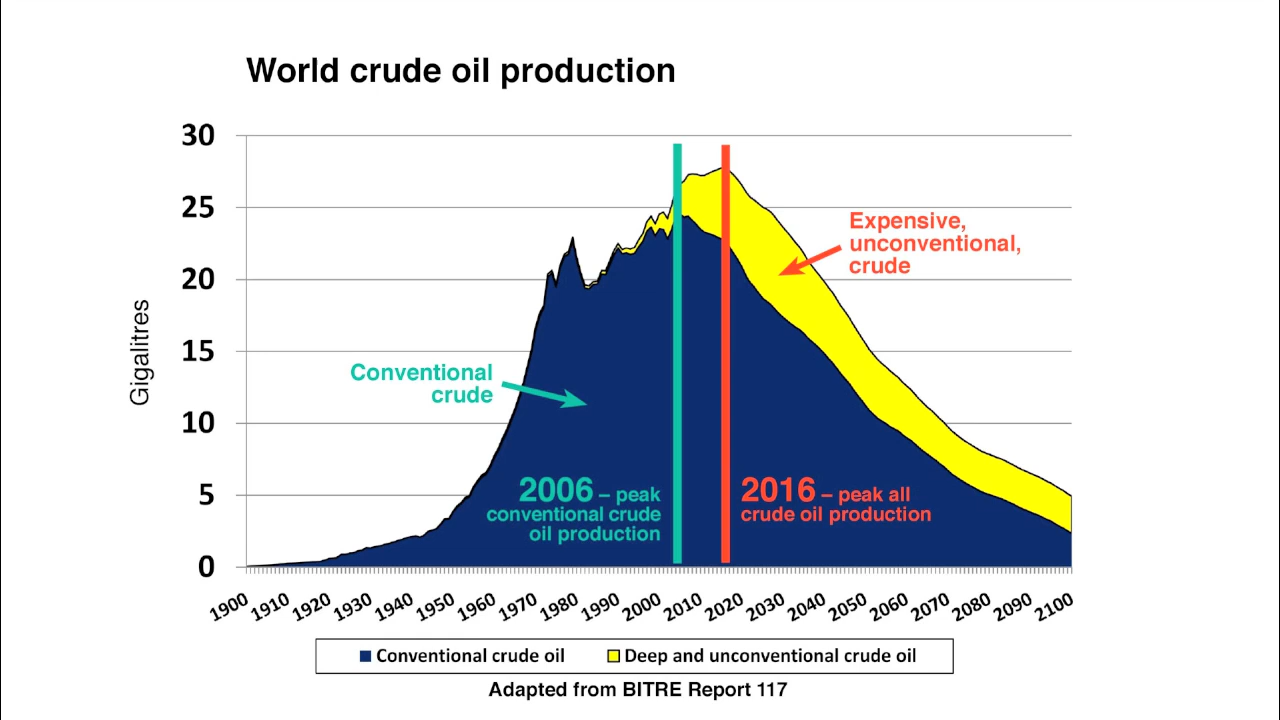 World crude oil production
30
25
20
15
10
5
0
Gigalitres
Expensive,
unconventional,
crude
Conventional
crude
2006 – peak
conventional crude
oil production
2016 – peak all
crude oil production
1900 1910 1920 1930 1940 1950 1960 1970 1980 1990 2000 2010 2020 2030 2040 2050 2060 2070 2080 2090 2100
Conventional crude oil Deep and unconventional crude oil
Adapted from BITRE Report 117